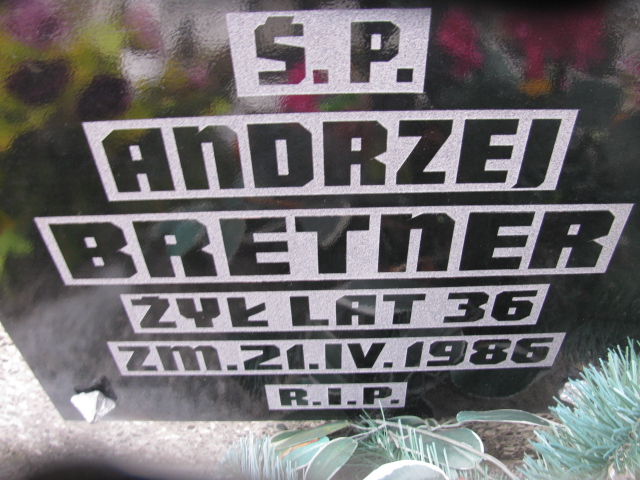 Ś. P.
ANDRZEJ
BRETNER
ŻYŁ LAT 36
ZM.21.IV.1986
R.I.P.